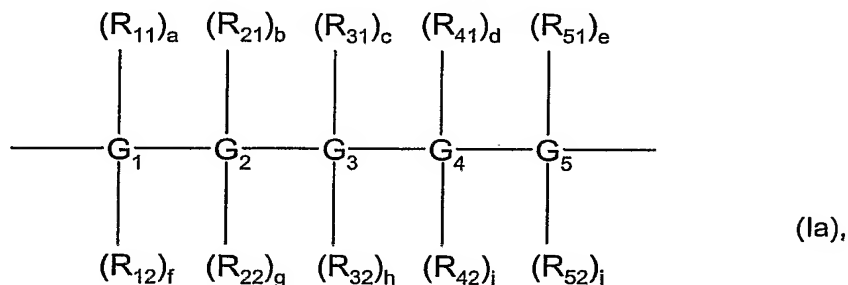 (R₁₁)ₐ (R₂₁)b (R₃₁)c (R₄₁)d (R₅₁)ₑ
G₁ G₂ G₃ G₄ G₅
(Ia),
(R₁₂)f (R₂₂)g (R₃₂)ₕ (R₄₂)ᵢ (R₅₂)ⱼ